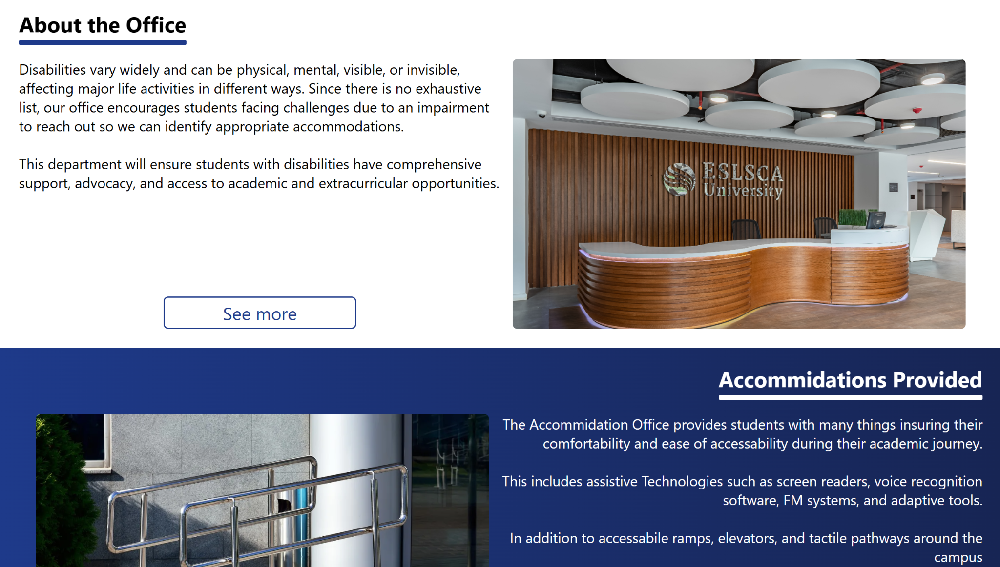 About the Office
Disabilities vary widely and can be physical, mental, visible, or invisible,
affecting major life activities in different ways. Since there is no exhaustive
list, our office encourages students facing challenges due to an impairment
to reach out so we can identify appropriate accommodations.
This department will ensure students with disabilities have comprehensive
support, advocacy, and access to academic and extracurricular opportunities.
See more
ESLSCA
University
Accommidations Provided
The Accommidation Office provides students with many things insuring their
comfortability and ease of accessability during their academic journey.
This includes assistive Technologies such as screen readers, voice recognition
software, FM systems, and adaptive tools.
In addition to accessabile ramps, elevators, and tactile pathways around the
campus